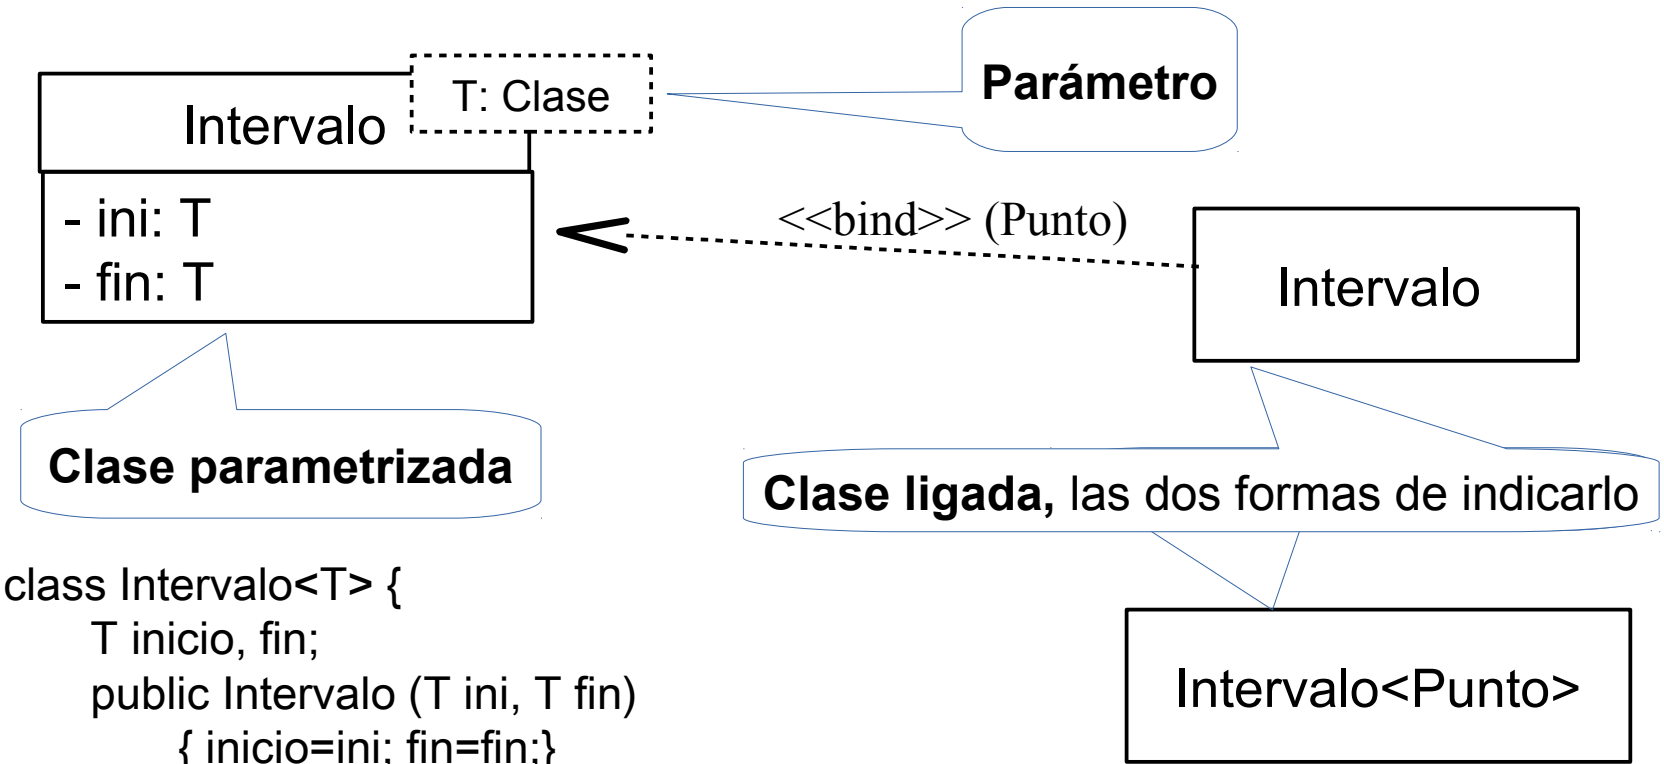 T: Clase
Parámetro
Intervalo
- ini: T
- fin: T
<<bind>> (Punto)
Intervalo
Clase parametrizada
Clase ligada, las dos formas de indicarlo
class Intervalo<T> {
T inicio, fin;
public Intervalo (T ini, T fin)
{ inicio=ini; fin=fin;}
Intervalo<Punto>